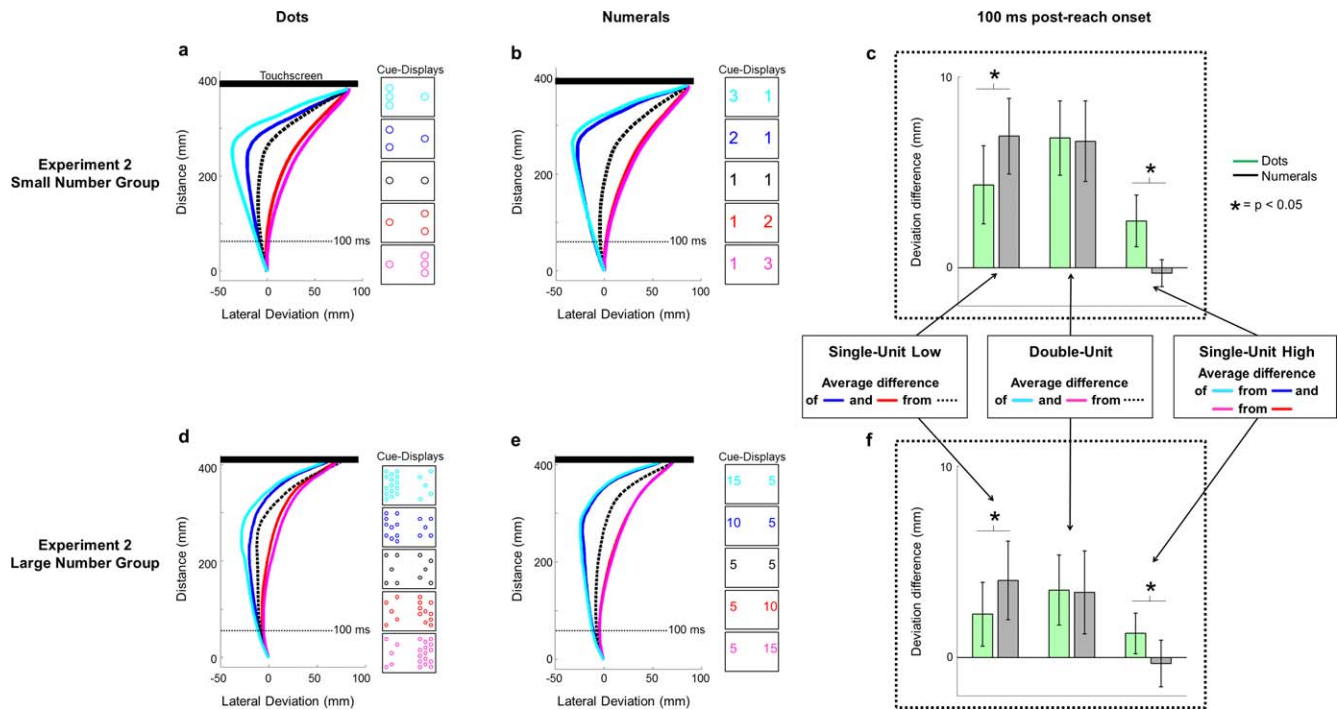 Dots
Numerals
100 ms post-reach onset
Experiment 2
Small Number Group
a
Touchscreen
Cue-Displays
400
200
0
Distance (mm)
100 ms
-50 0 50 100
Lateral Deviation (mm)
b
Cue-Displays
400
200
0
Distance (mm)
100 ms
-50 0 50 100
Lateral Deviation (mm)
3 1
2 1
1 1
1 2
1 3
c
10
0
Deviation difference (mm)
*
*
Dots
Numerals
* = p < 0.05
Single-Unit Low
Average difference
of and from
Double-Unit
Average difference
of and from
Single-Unit High
Average difference
of from and
from
Experiment 2
Large Number Group
d
Cue-Displays
400
200
0
Distance (mm)
100 ms
-50 0 50 100
Lateral Deviation (mm)
e
Cue-Displays
400
200
0
Distance (mm)
100 ms
-50 0 50 100
Lateral Deviation (mm)
15 5
10 5
5 5
5 10
5 15
f
10
0
Deviation difference (mm)
*
*